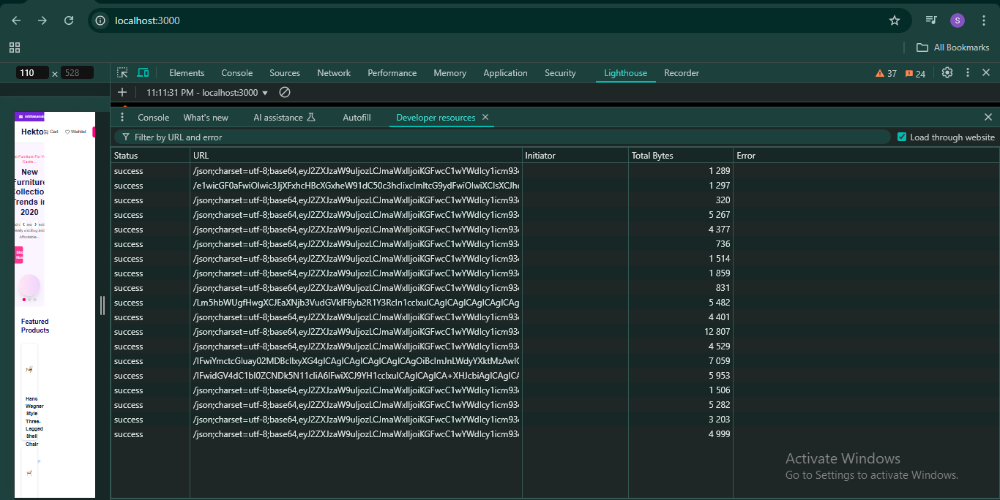 localhost:3000
S
All Bookmarks
110 × 528
Elements Console Sources Network Performance Memory Application Security Lighthouse Recorder 37 24
11:11:31 PM - localhost:3000
Console What's new AI assistance Autofill Developer resources
Filter by URL and error Load through website
Status URL Initiator Total Bytes Error
success /json;charset=utf-8;base64,eyJ2ZXJzaW9uIjozLCJmaWxlIjoiKGFwcC1wYWdlcy1icm93 1 289
success 1 297
success /json;charset=utf-8;base64,eyJ2ZXJzaW9uIjozLCJmaWxlIjoiKGFwcC1wYWdlcy1icm93 320
success /json;charset=utf-8;base64,eyJ2ZXJzaW9uIjozLCJmaWxlIjoiKGFwcC1wYWdlcy1icm93 5 267
success /json;charset=utf-8;base64,eyJ2ZXJzaW9uIjozLCJmaWxlIjoiKGFwcC1wYWdlcy1icm93 4 377
success /json;charset=utf-8;base64,eyJ2ZXJzaW9uIjozLCJmaWxlIjoiKGFwcC1wYWdlcy1icm93 736
success /json;charset=utf-8;base64,eyJ2ZXJzaW9uIjozLCJmaWxlIjoiKGFwcC1wYWdlcy1icm93 1 514
success /json;charset=utf-8;base64,eyJ2ZXJzaW9uIjozLCJmaWxlIjoiKGFwcC1wYWdlcy1icm93 1 859
success /json;charset=utf-8;base64,eyJ2ZXJzaW9uIjozLCJmaWxlIjoiKGFwcC1wYWdlcy1icm93 831
success 5 482
success /json;charset=utf-8;base64,eyJ2ZXJzaW9uIjozLCJmaWxlIjoiKGFwcC1wYWdlcy1icm93 4 401
success /json;charset=utf-8;base64,eyJ2ZXJzaW9uIjozLCJmaWxlIjoiKGFwcC1wYWdlcy1icm93 12 807
success /json;charset=utf-8;base64,eyJ2ZXJzaW9uIjozLCJmaWxlIjoiKGFwcC1wYWdlcy1icm93 4 529
success 7 059
success 5 953
success /json;charset=utf-8;base64,eyJ2ZXJzaW9uIjozLCJmaWxlIjoiKGFwcC1wYWdlcy1icm93 1 506
success /json;charset=utf-8;base64,eyJ2ZXJzaW9uIjozLCJmaWxlIjoiKGFwcC1wYWdlcy1icm93 5 282
success /json;charset=utf-8;base64,eyJ2ZXJzaW9uIjozLCJmaWxlIjoiKGFwcC1wYWdlcy1icm93 3 203
success /json;charset=utf-8;base64,eyJ2ZXJzaW9uIjozLCJmaWxlIjoiKGFwcC1wYWdlcy1icm93 4 999
Hekto Cart Wishlist
New
Furniture
Collectio
Trends in
2020
Affordable...
Featured
Products
Hans
Wegner
Style
Three-
Legged
Shell
Chair
Activate Windows
Go to Settings to activate Windows.